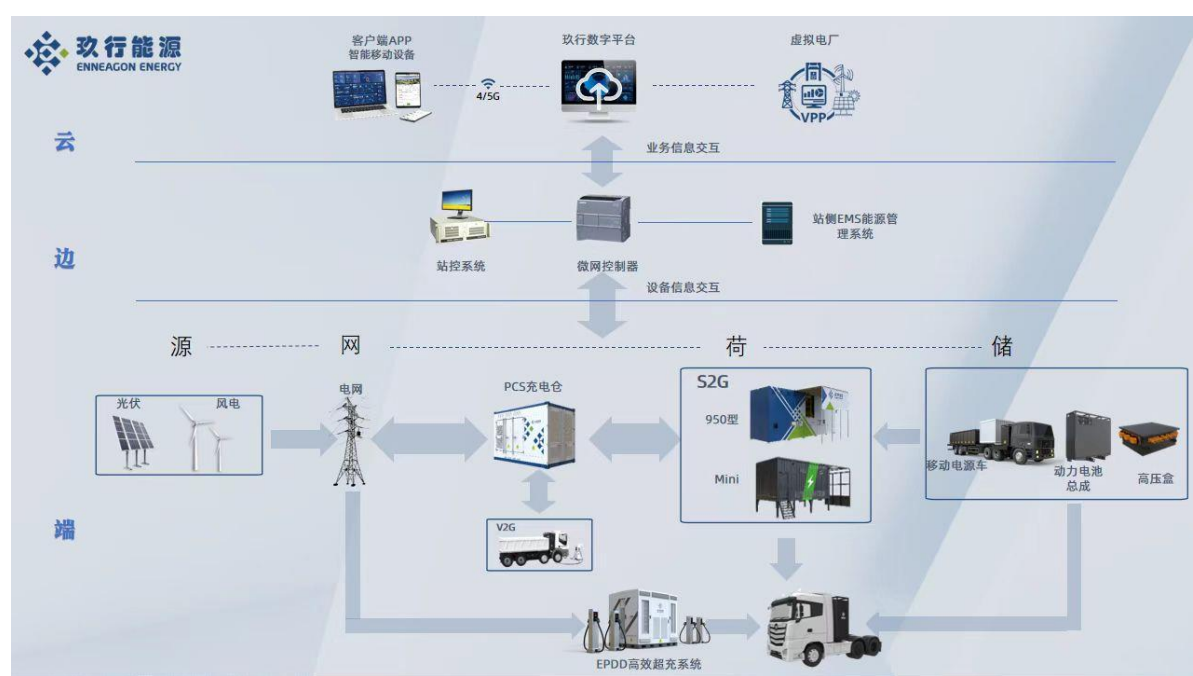 玖行能源
ENNEAGON ENERGY
客户端APP
智能移动设备
玖行数字平台
虚拟电厂
4/5G
VPP
云
业务信息交互
站侧EMS能源管
理系统
边
站控系统
微网控制器
设备信息交互
源
网
荷
储
光伏
风电
电网
PCS充电仓
S2G
950型
Mini
移动电源车
动力电池
总成
高压盒
端
V2G
EPDD高效超充系统